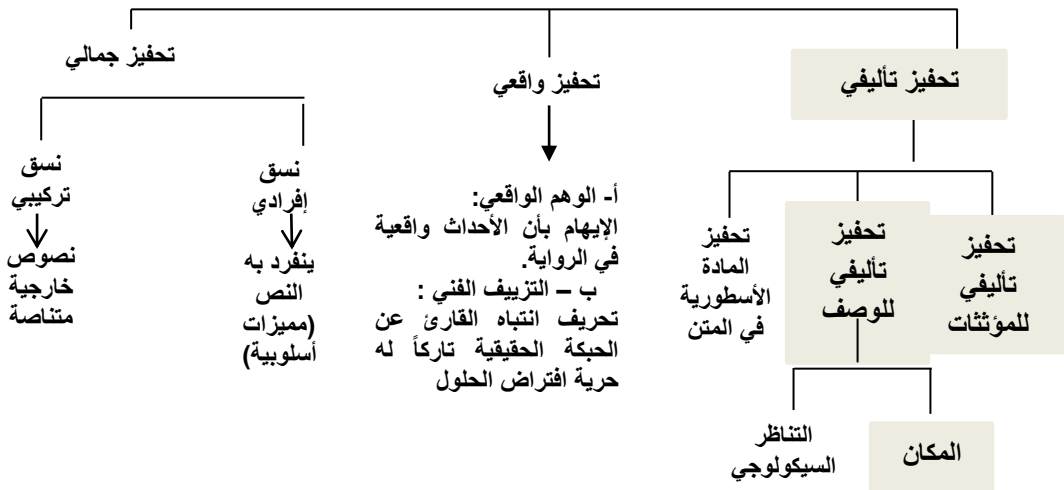 تحفيز تأليفي
تحفيز واقعي
تحفيز جمالي
تحفيز
تأليفي
للمؤثثات
تحفيز
تأليفي
للوصف
تحفيز
المادة
الأسطورية
في المتن
المكان
التناظر
السيكولوجي
أ- الوهم الواقعي:
الإيهام بأن الأحداث واقعية
في الرواية.
ب – التزييف الفني :
تحريف انتباه القارئ عن
الحبكة الحقيقية تاركاً له
حرية افتراض الحلول
نسق
إفرادي
ينفرد به
النص
(مميزات
أسلوبية)
نسق
تركيبي
نصوص
خارجية
متناصة